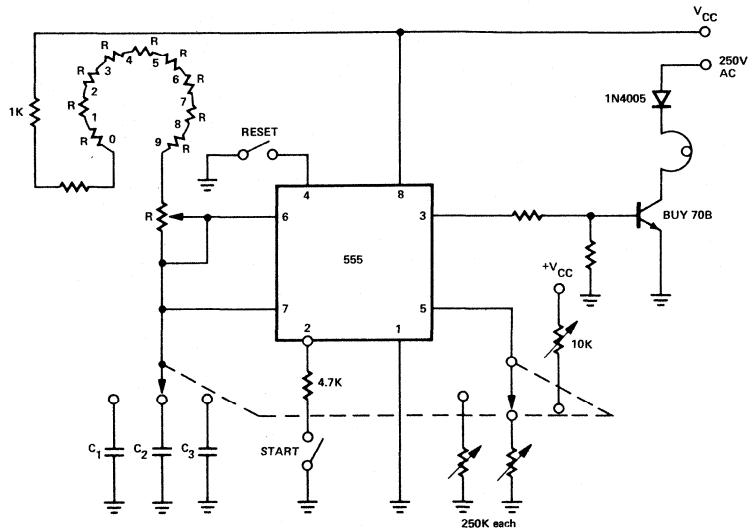 VCC
250V
AC
1N4005
1K
R
0
R
1
R
2
R
3
R
4
R
5
R
6
R
7
R
8
R
9
R
RESET
4
8
6
3
BUY 70B
555
7
5
2
1
+VCC
10K
4.7K
START
C1
C2
C3
250K each